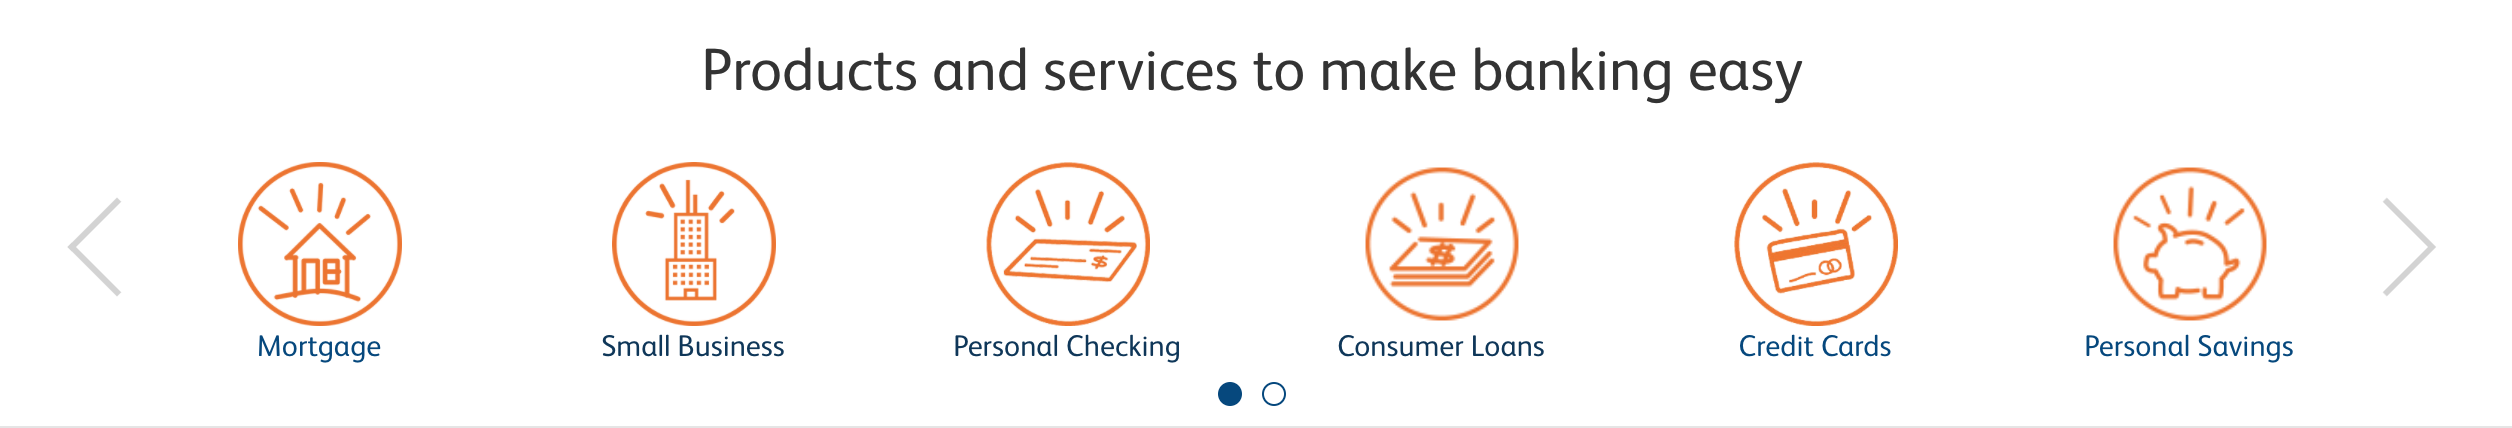 Products and services to make banking easy
Mortgage
Small Business
Personal Checking
Consumer Loans
Credit Cards
Personal Savings